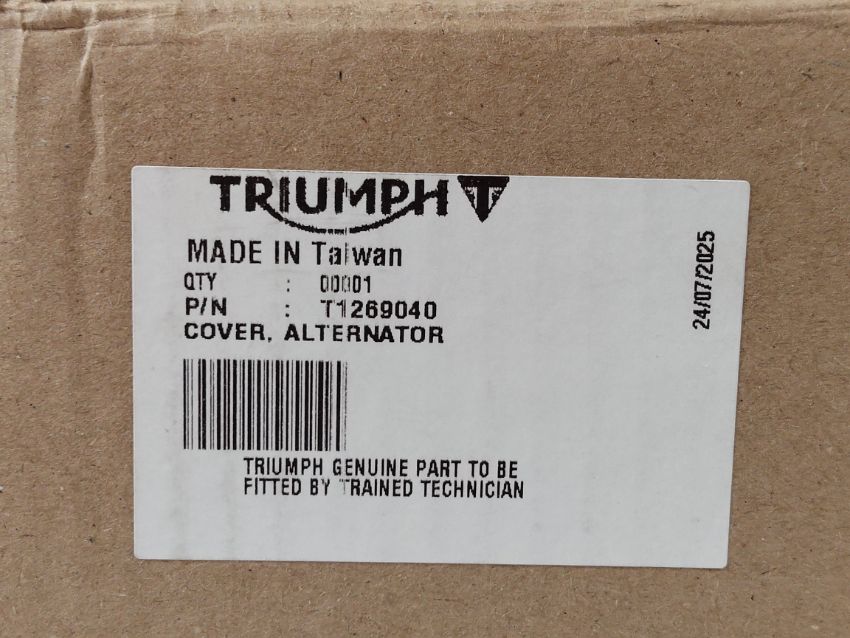 TRIUMPH
MADE IN Taiwan
QTY : 00001
P/N : T1269040
COVER, ALTERNATOR
TRIUMPH GENUINE PART TO BE
FITTED BY TRAINED TECHNICIAN
24/07/2025